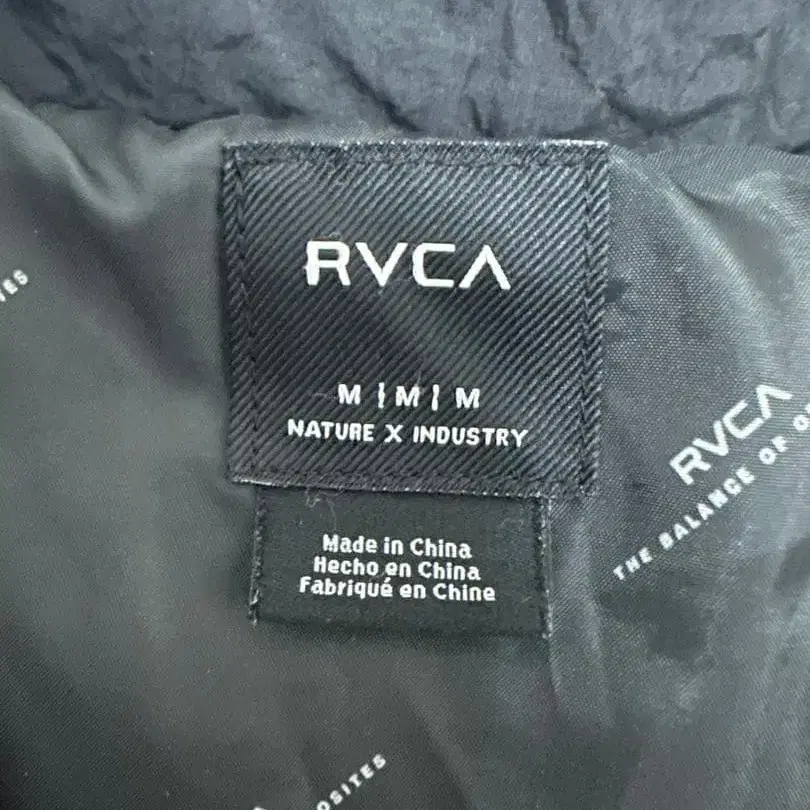 RVCA
M | M | M
NATURE X INDUSTRY
Made in China
Hecho en China
Fabriqué en Chine
RVCA
THE BALANCE OF